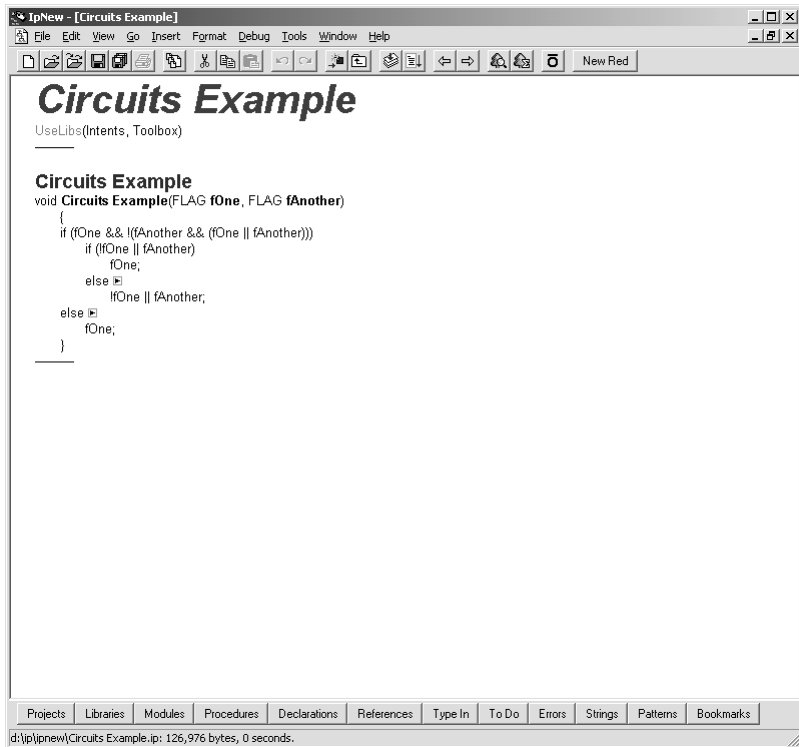 IpNew - [Circuits Example]
File Edit View Go Insert Format Debug Tools Window Help
New Red
Circuits Example
UseLibs(Intents, Toolbox)
Circuits Example
void Circuits Example(FLAG fOne, FLAG fAnother)
{
if (fOne && !(fAnother && (fOne || fAnother)))
if (!fOne || fAnother)
fOne;
else
!fOne || fAnother;
else
fOne;
}
Projects Libraries Modules Procedures Declarations References Type In To Do Errors Strings Patterns Bookmarks
d:\ip\ipnew\Circuits Example.ip: 126,976 bytes, 0 seconds.